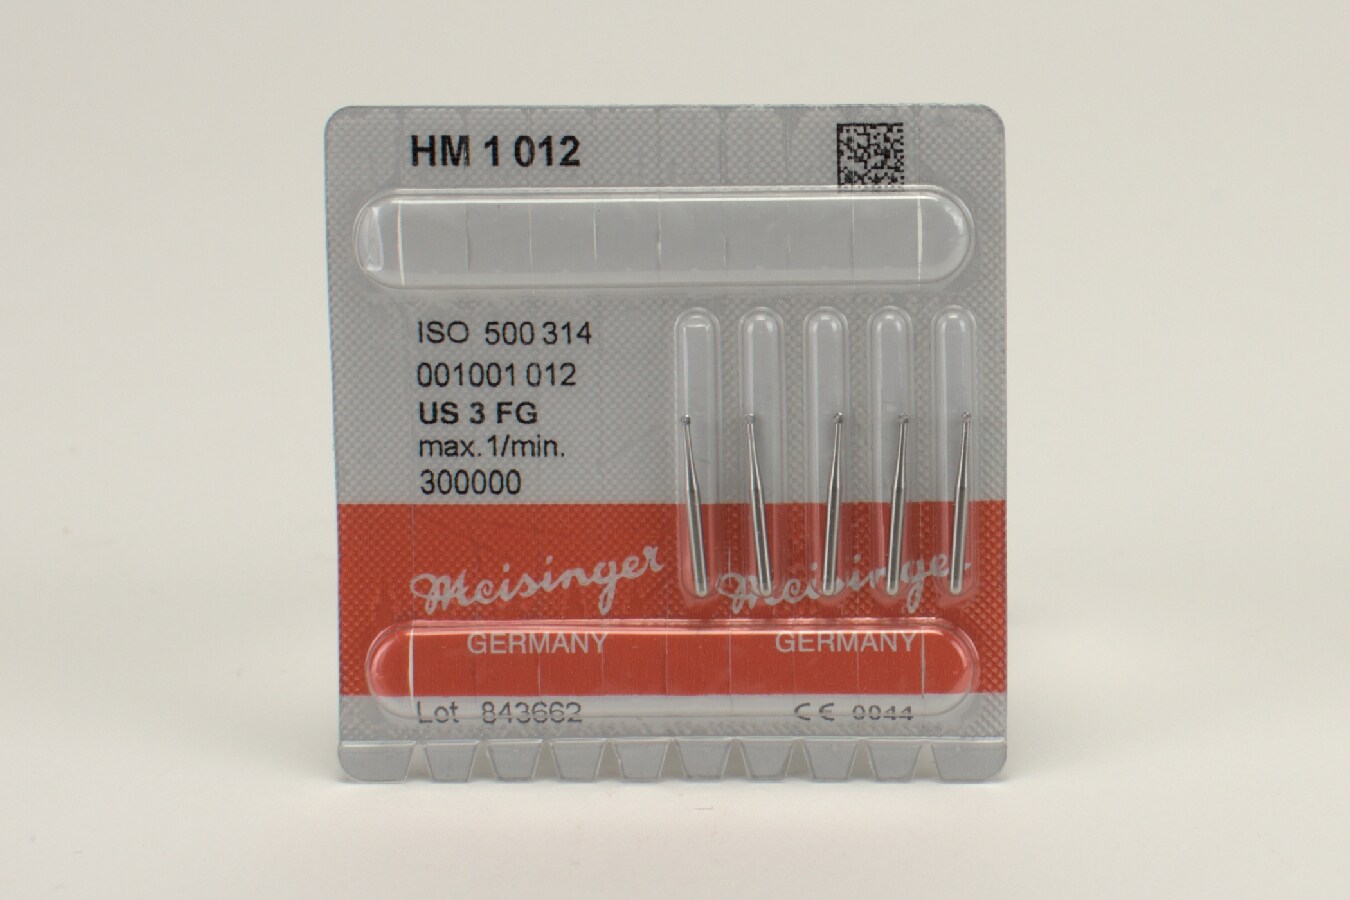 HM 1 012
ISO 500 314
001001 012
US 3 FG
max. 1/min.
300000
Meisinger Meisinger
GERMANY GERMANY
Lot 843662 CE 0044